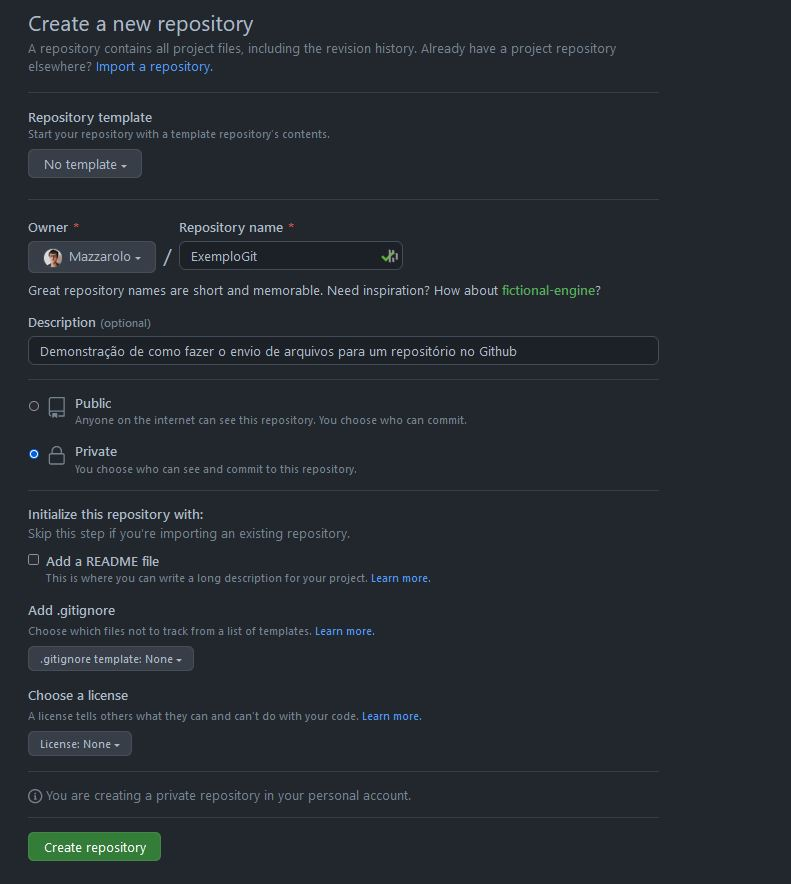 Create a new repository
A repository contains all project files, including the revision history. Already have a project repository
elsewhere? Import a repository.
Repository template
Start your repository with a template repository's contents.
No template
Owner *
Repository name *
Mazzarolo / ExemploGit
Great repository names are short and memorable. Need inspiration? How about fictional-engine?
Description (optional)
Demonstração de como fazer o envio de arquivos para um repositório no Github
Public
Anyone on the internet can see this repository. You choose who can commit.
Private
You choose who can see and commit to this repository.
Initialize this repository with:
Skip this step if you're importing an existing repository.
Add a README file
This is where you can write a long description for your project. Learn more.
Add .gitignore
Choose which files not to track from a list of templates. Learn more.
.gitignore template: None
Choose a license
A license tells others what they can and can't do with your code. Learn more.
License: None
You are creating a private repository in your personal account.
Create repository